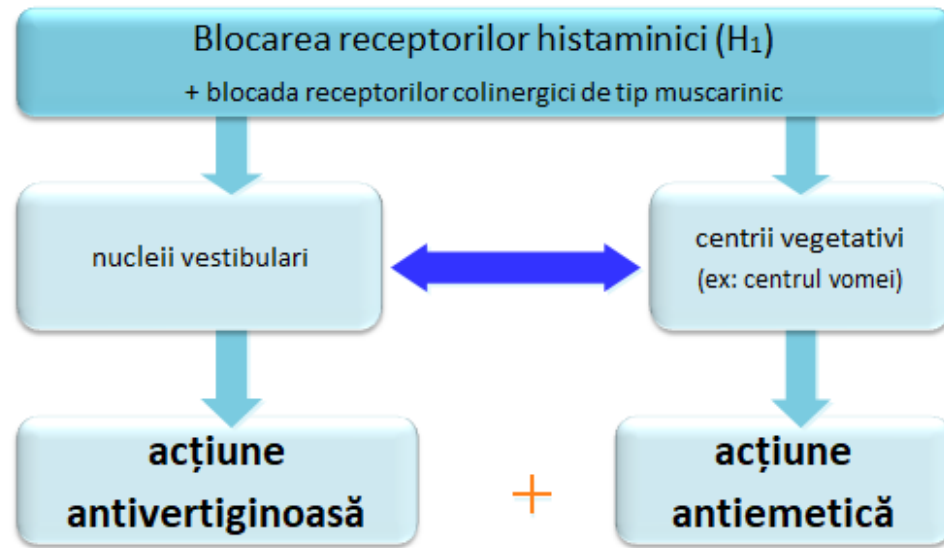 Blocarea receptorilor histaminici (H₁)
+ blocada receptorilor colinergici de tip muscarinic
nucleii vestibulari
centrii vegetativi
(ex: centrul vomei)
acțiune
antivertiginoasă
+
acțiune
antiemetică